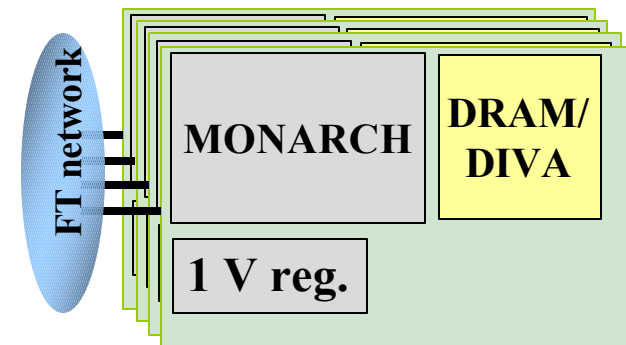 FT network
MONARCH
DRAM/
DIVA
1 V reg.